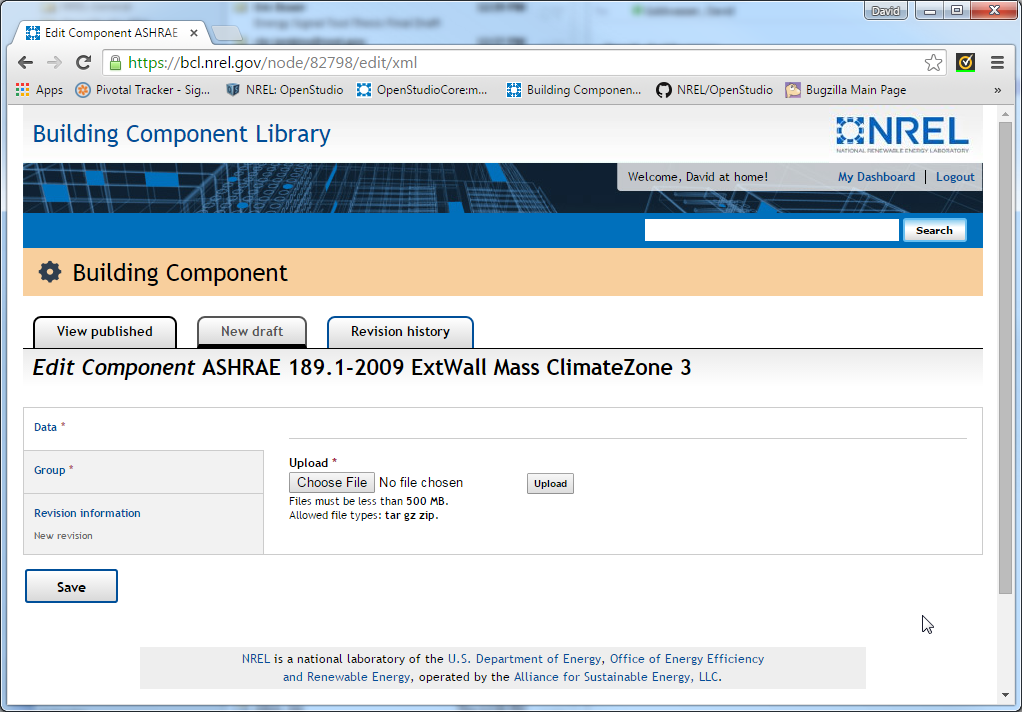 David
Edit Component ASHRAE
https://bcl.nrel.gov/node/82798/edit/xml
Apps Pivotal Tracker - Sig... NREL: OpenStudio OpenStudioCore:m... Building Componen... NREL/OpenStudio Bugzilla Main Page »
Building Component Library
NREL
NATIONAL RENEWABLE ENERGY LABORATORY
Welcome, David at home! My Dashboard | Logout
Search
Building Component
View published New draft Revision history
Edit Component ASHRAE 189.1-2009 ExtWall Mass ClimateZone 3
Data *
Group *
Revision information
New revision
Upload *
Choose File No file chosen Upload
Files must be less than 500 MB.
Allowed file types: tar gz zip.
Save
NREL is a national laboratory of the U.S. Department of Energy, Office of Energy Efficiency
and Renewable Energy, operated by the Alliance for Sustainable Energy, LLC.